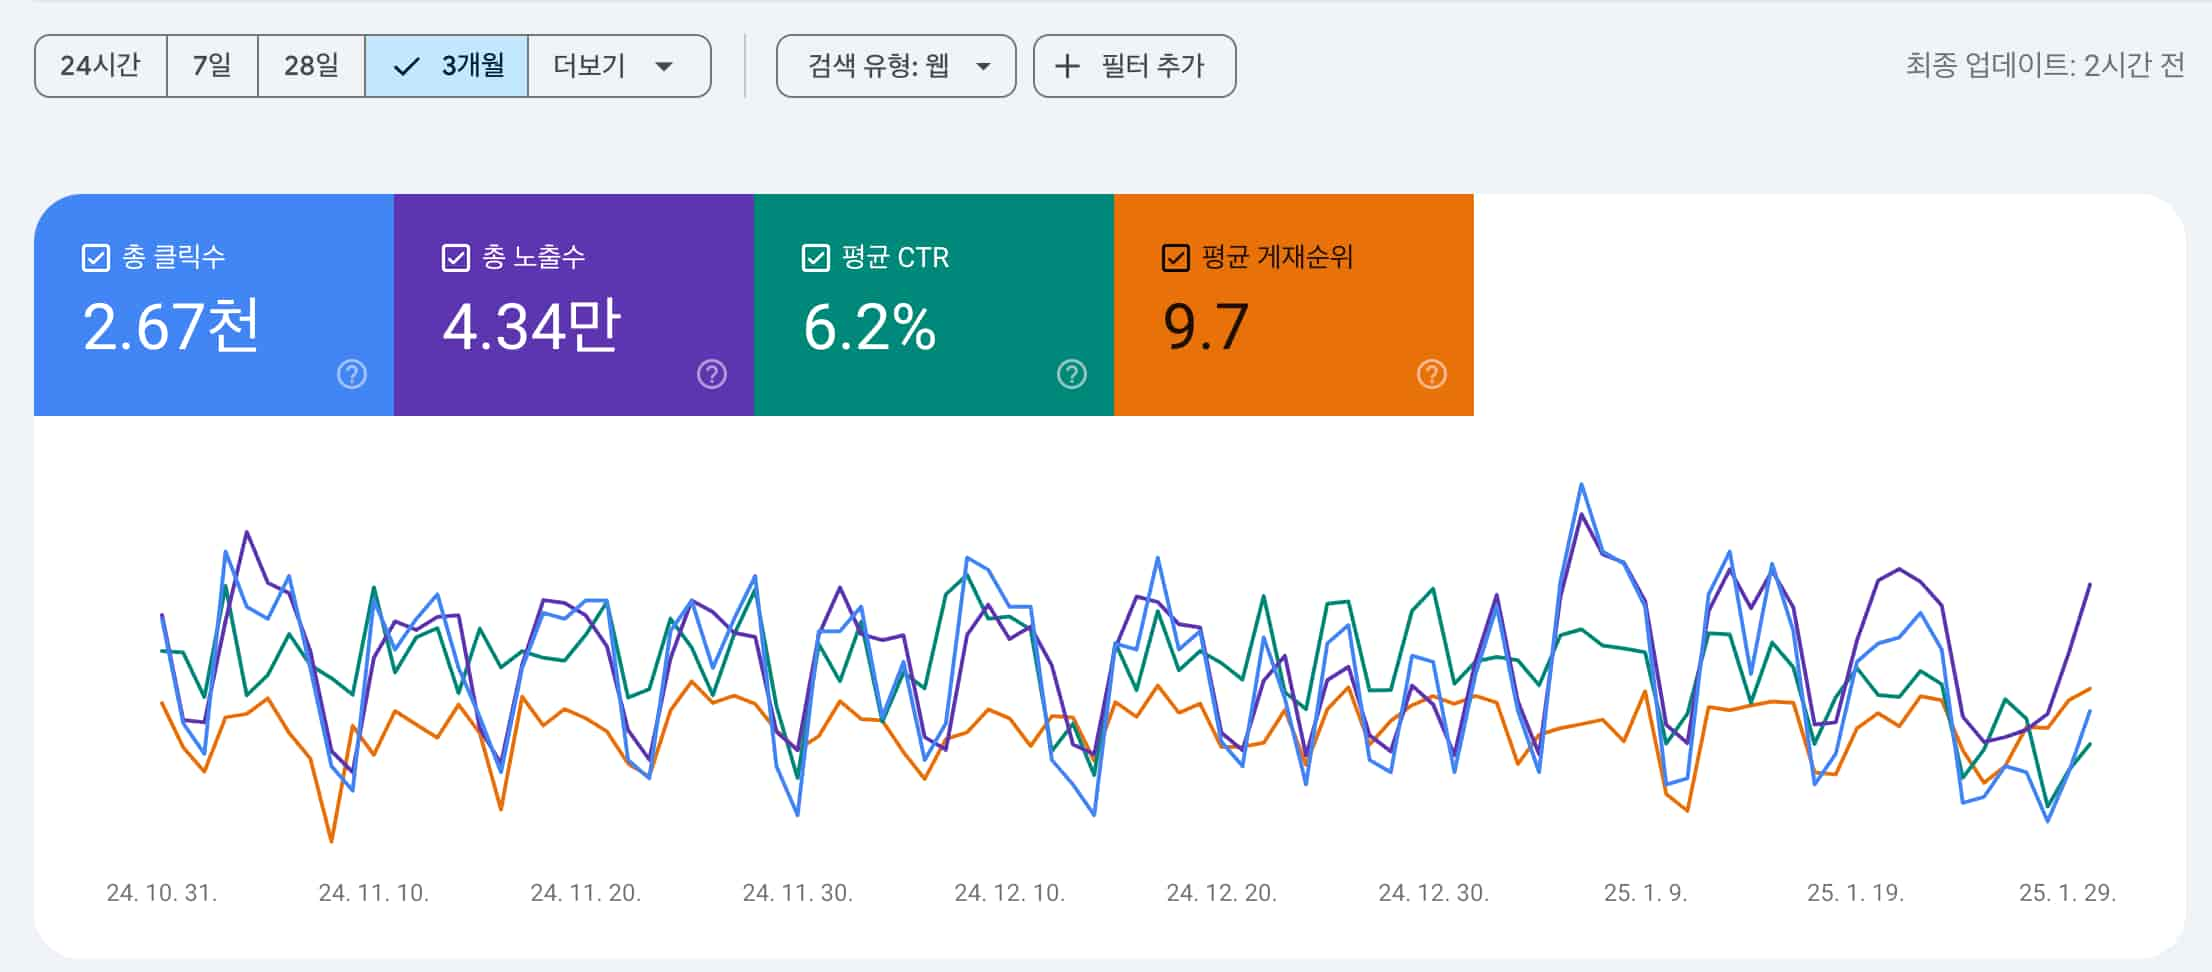 24시간 7일 28일 3개월 더보기 검색 유형: 웹 필터 추가 최종 업데이트: 2시간 전
총 클릭수 총 노출수 평균 CTR 평균 게재순위
2.67천 4.34만 6.2% 9.7
24. 10. 31. 24. 11. 10. 24. 11. 20. 24. 11. 30. 24. 12. 10. 24. 12. 20. 24. 12. 30. 25. 1. 9. 25. 1. 19. 25. 1. 29.